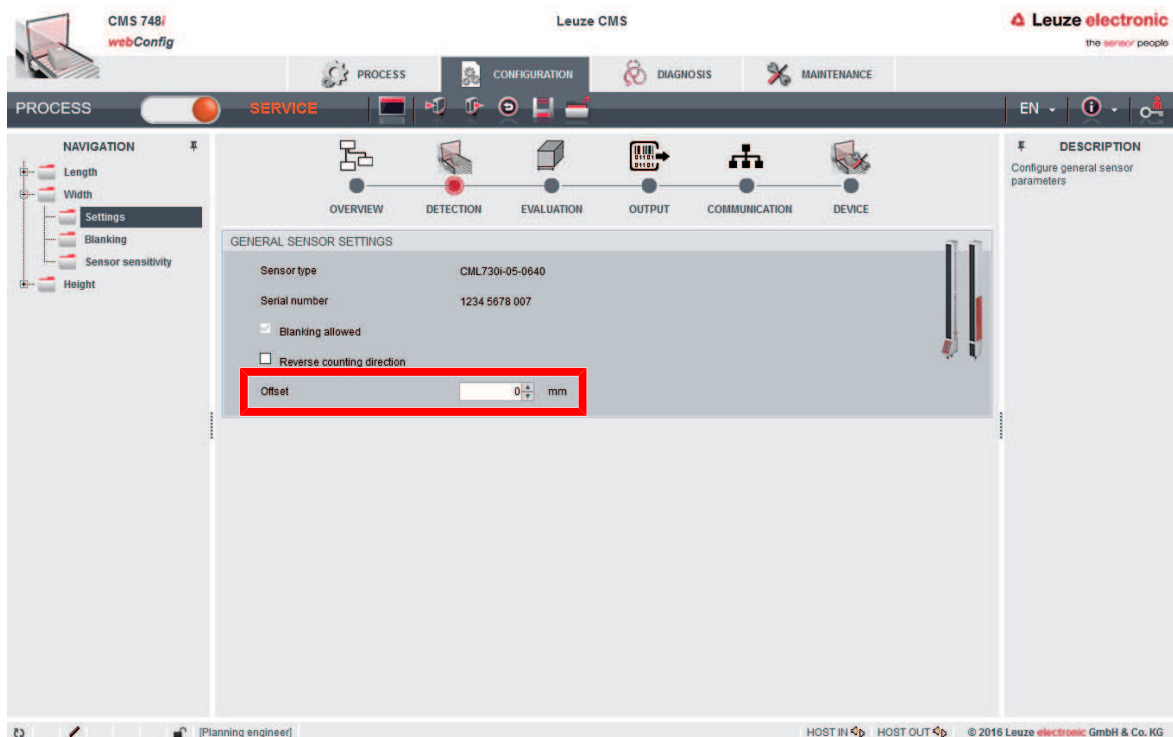 CMS 748i
webConfig
Leuze CMS
Leuze electronic
the sensor people
PROCESS
CONFIGURATION
DIAGNOSIS
MAINTENANCE
PROCESS
SERVICE
EN
NAVIGATION
Length
Width
Settings
Blanking
Sensor sensitivity
Height
OVERVIEW
DETECTION
EVALUATION
OUTPUT
COMMUNICATION
DEVICE
GENERAL SENSOR SETTINGS
Sensor type CML730i-05-0640
Serial number 1234 5678 007
Blanking allowed
Reverse counting direction
Offset 0 mm
DESCRIPTION
Configure general sensor
parameters
[Planning engineer]
HOST IN
HOST OUT
© 2016 Leuze electronic GmbH & Co. KG